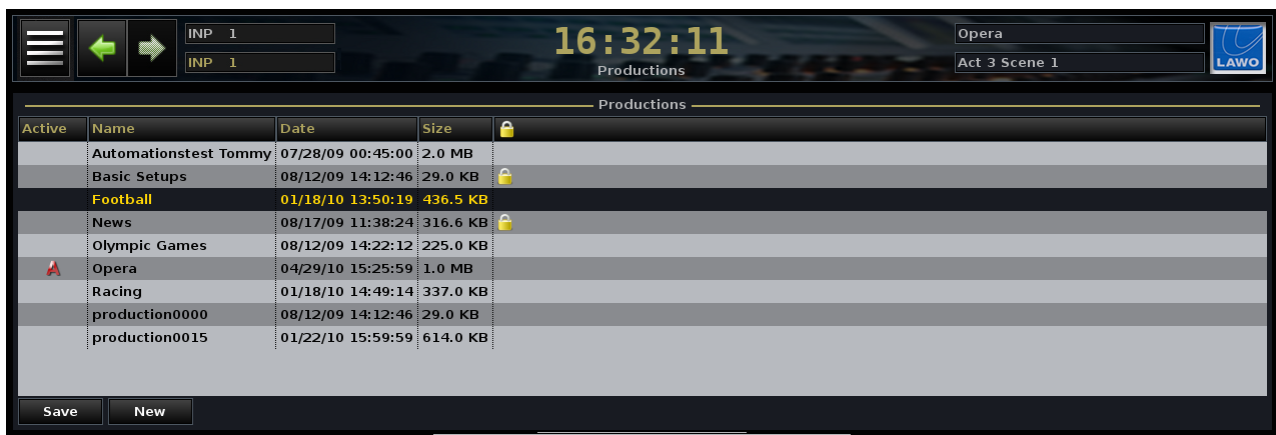 INP 1
INP 1
16:32:11
Productions
Opera
Act 3 Scene 1
LAWO
Productions
Active Name Date Size
Automationstest Tommy 07/28/09 00:45:00 2.0 MB
Basic Setups 08/12/09 14:12:46 29.0 KB
Football 01/18/10 13:50:19 436.5 KB
News 08/17/09 11:38:24 316.6 KB
Olympic Games 08/12/09 14:22:12 225.0 KB
A Opera 04/29/10 15:25:59 1.0 MB
Racing 01/18/10 14:49:14 337.0 KB
production0000 08/12/09 14:12:46 29.0 KB
production0015 01/22/10 15:59:59 614.0 KB
Save New